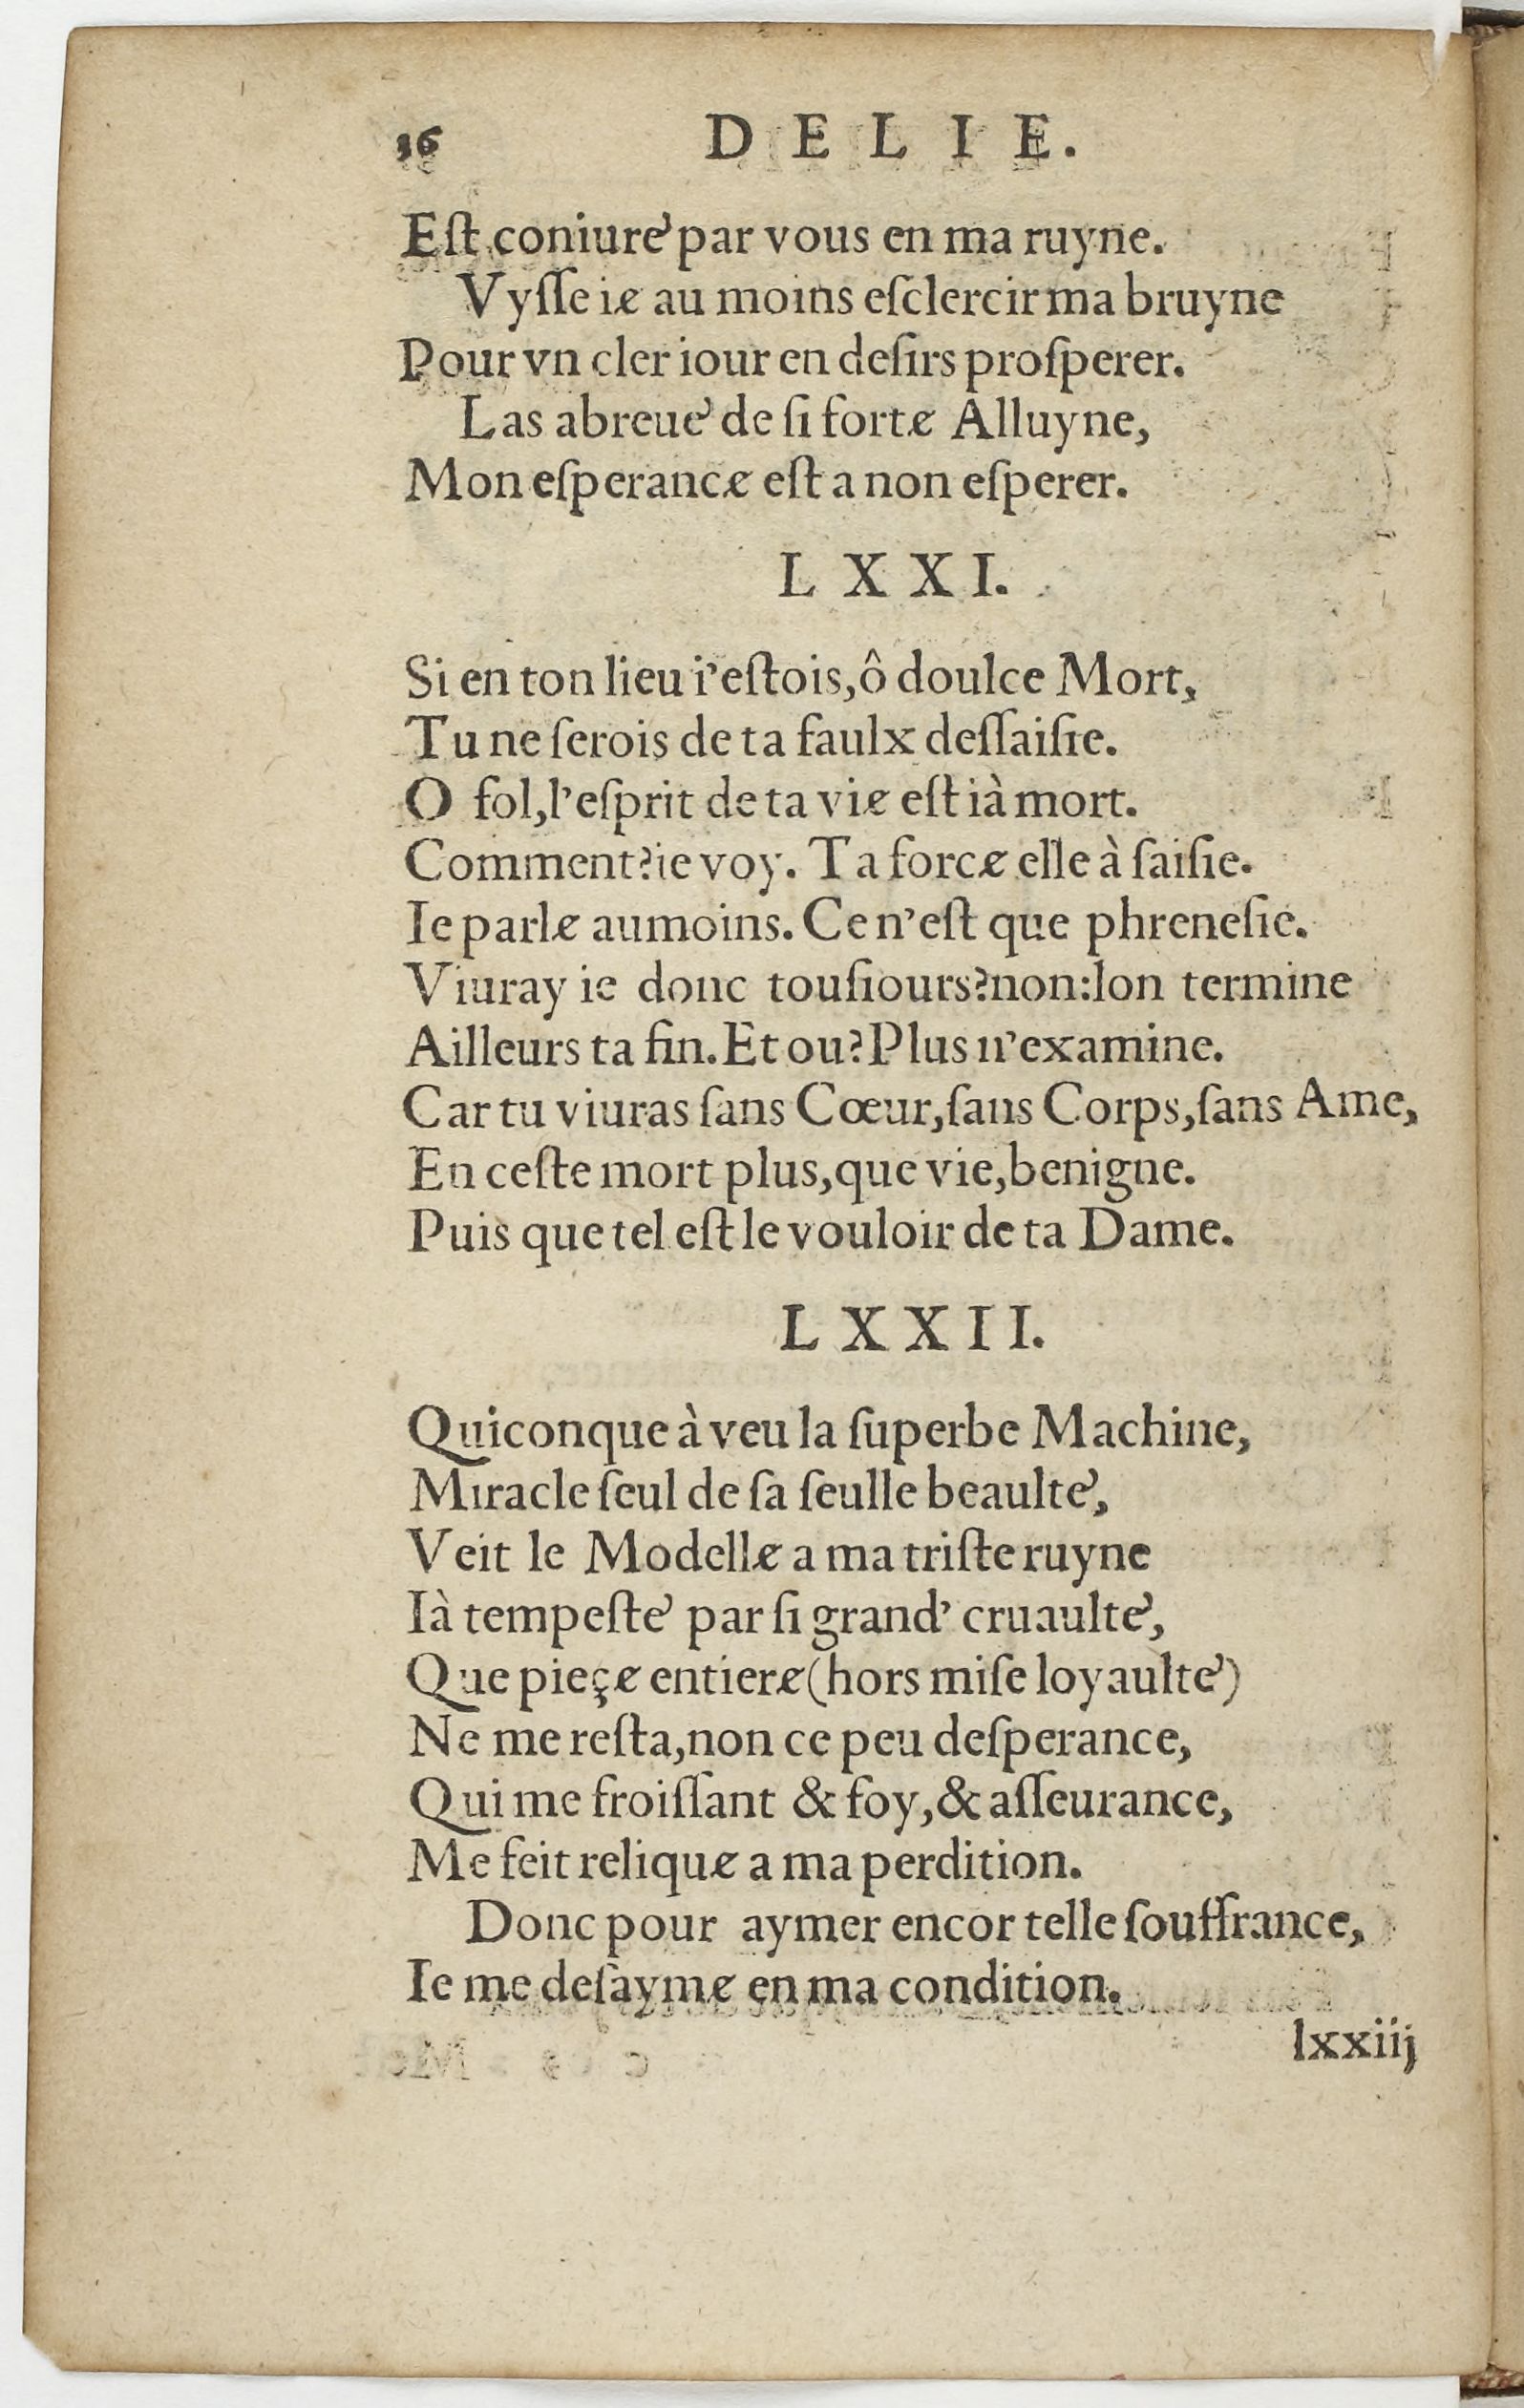 36 DELIE.
Eſt coniuré par vous en ma ruyne.
Vyſſe ie au moins eſclercir ma bruyne
Pour vn cler iour en deſirs proſperer.
Las abreué de ſi forte Alluyne,
Mon eſperance eſt a non eſperer.
LXXI.
Si en ton lieu i'eſtois, ô doulce Mort,
Tu ne ſerois de ta faulx deſſaiſie.
O fol, l'eſprit de ta vie eſt ià mort.
Comment? ie voy. Ta force elle à ſaiſie.
Ie parle aumoins. Ce n'eſt que phreneſie.
Viuray ie donc touſiours? non: lon termine
Ailleurs ta fin. Et ou? Plus n'examine.
Car tu viuras ſans Cœur, ſans Corps, ſans Ame,
En ceſte mort plus, que vie, benigne.
Puis que tel eſt le vouloir de ta Dame.
LXXII.
Quiconque à veu la ſuperbe Machine,
Miracle ſeul de ſa ſeulle beaulté,
Veit le Modelle a ma triſte ruyne
Ià tempeſté par ſi grand' cruaulté,
Que pieçe entiere (hors miſe loyaulté)
Ne me reſta, non ce peu deſperance,
Qui me froiſſant & foy, & aſſeurance,
Me feit relique a ma perdition.
Donc pour aymer encor telle ſouffrance,
Ie me deſayme en ma condition.
lxxiij